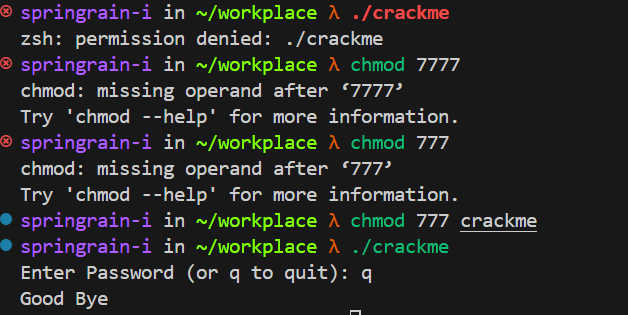 springrain-i in ~/workplace λ ./crackme
zsh: permission denied: ./crackme
springrain-i in ~/workplace λ chmod 7777
chmod: missing operand after ‘7777’
Try 'chmod --help' for more information.
springrain-i in ~/workplace λ chmod 777
chmod: missing operand after ‘777’
Try 'chmod --help' for more information.
springrain-i in ~/workplace λ chmod 777 crackme
springrain-i in ~/workplace λ ./crackme
Enter Password (or q to quit): q
Good Bye